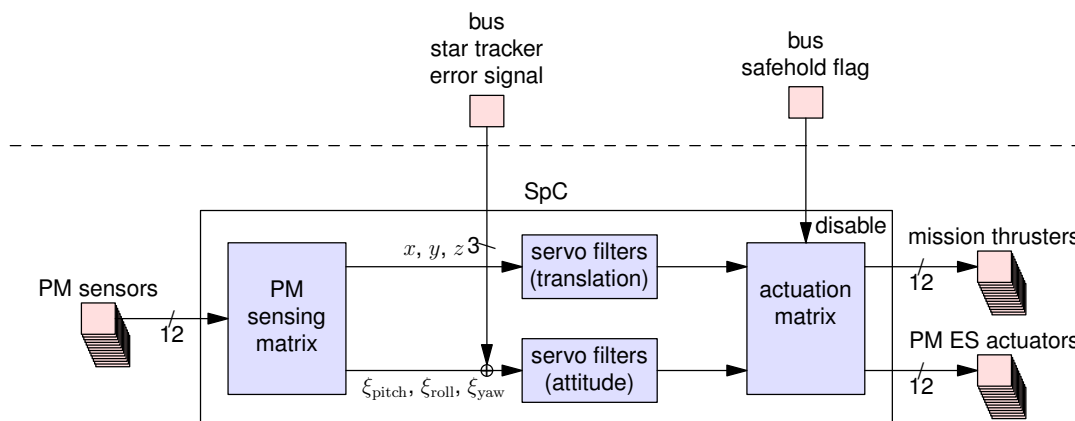 bus
star tracker
error signal
bus
safehold flag
SpC
disable
mission thrusters
x, y, z 3
servo filters
(translation)
PM sensors
PM
sensing
matrix
actuation
matrix
12
12
PM ES actuators
servo filters
(attitude)
ξpitch, ξroll, ξyaw
12